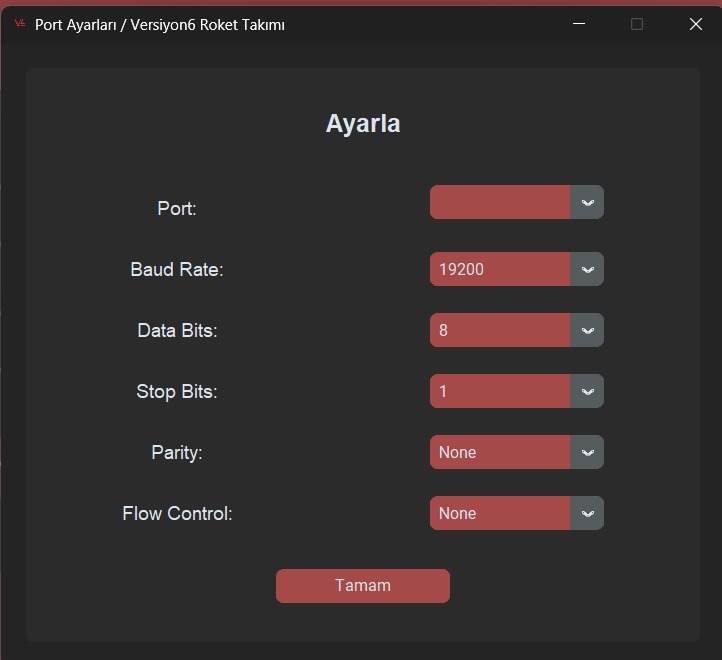 V6 Port Ayarları / Versiyon6 Roket Takımı
Ayarla
Port:
Baud Rate: 19200
Data Bits: 8
Stop Bits: 1
Parity: None
Flow Control: None
Tamam